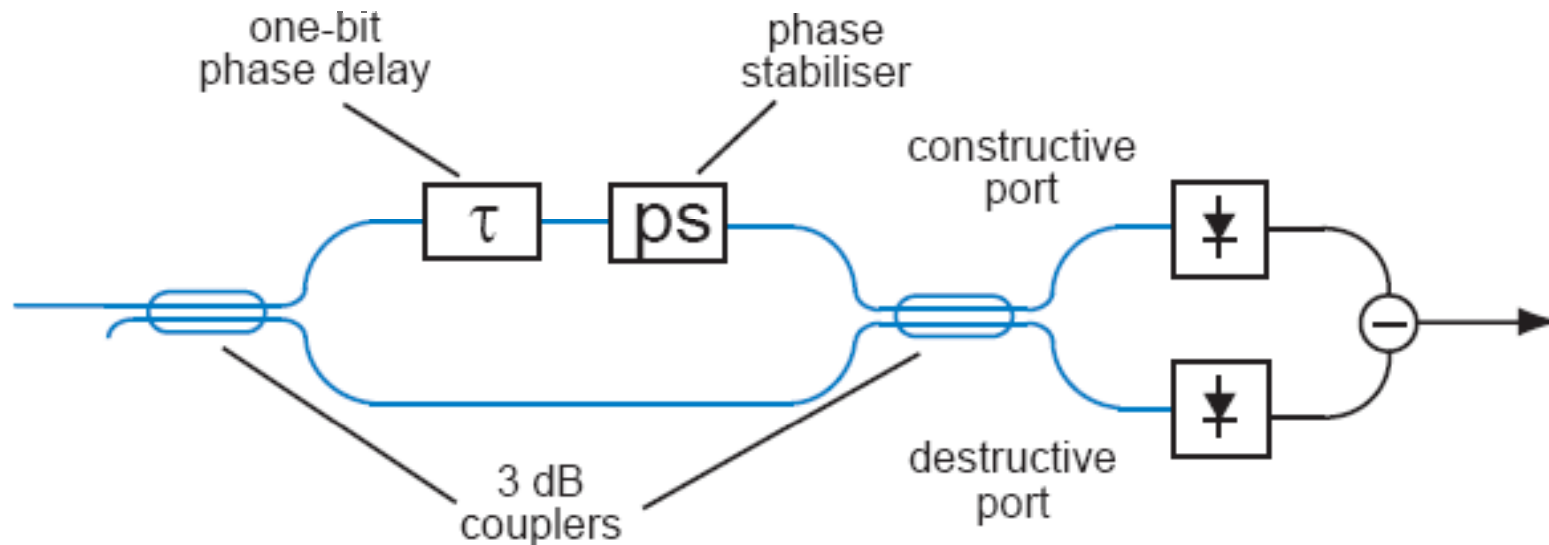 one-bit
phase delay
phase
stabiliser
τ
ps
constructive
port
destructive
port
3 dB
couplers